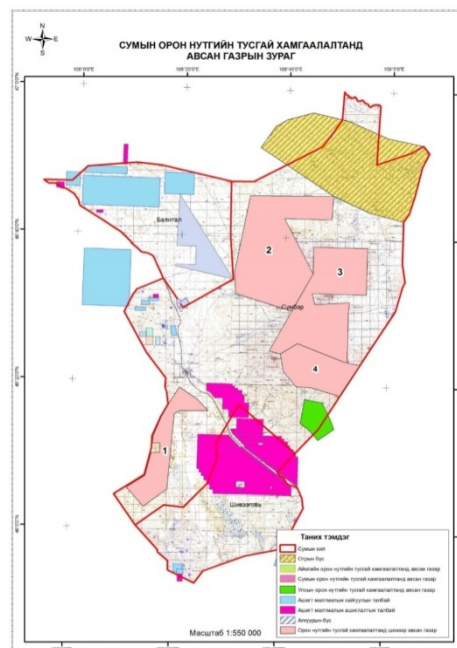 N
W E
S
СУМЫН ОРОН НУТГИЙН ТУСГАЙ ХАМГААЛАЛТАНД
АВСАН ГАЗРЫН ЗУРАГ
Баянтал
2
3
Сүмбэр
4
1
Шивээговь
Таних тэмдэг
Сумын хил
Отрын бүс
Аймгийн орон нутгийн тусгай хамгаалалтанд авсан газар
Сумын орон нутгийн тусгай хамгаалалтанд авсан газар
Улсын орон нутгийн тусгай хамгаалалтанд авсан газар
Ашигт малтмалын хайгуулын талбай
Ашигт малтмалын ашиглалтын талбай
Орон нутгийн тусгай хамгаалалтанд шинээр авсан газар
Масштаб 1:550 000